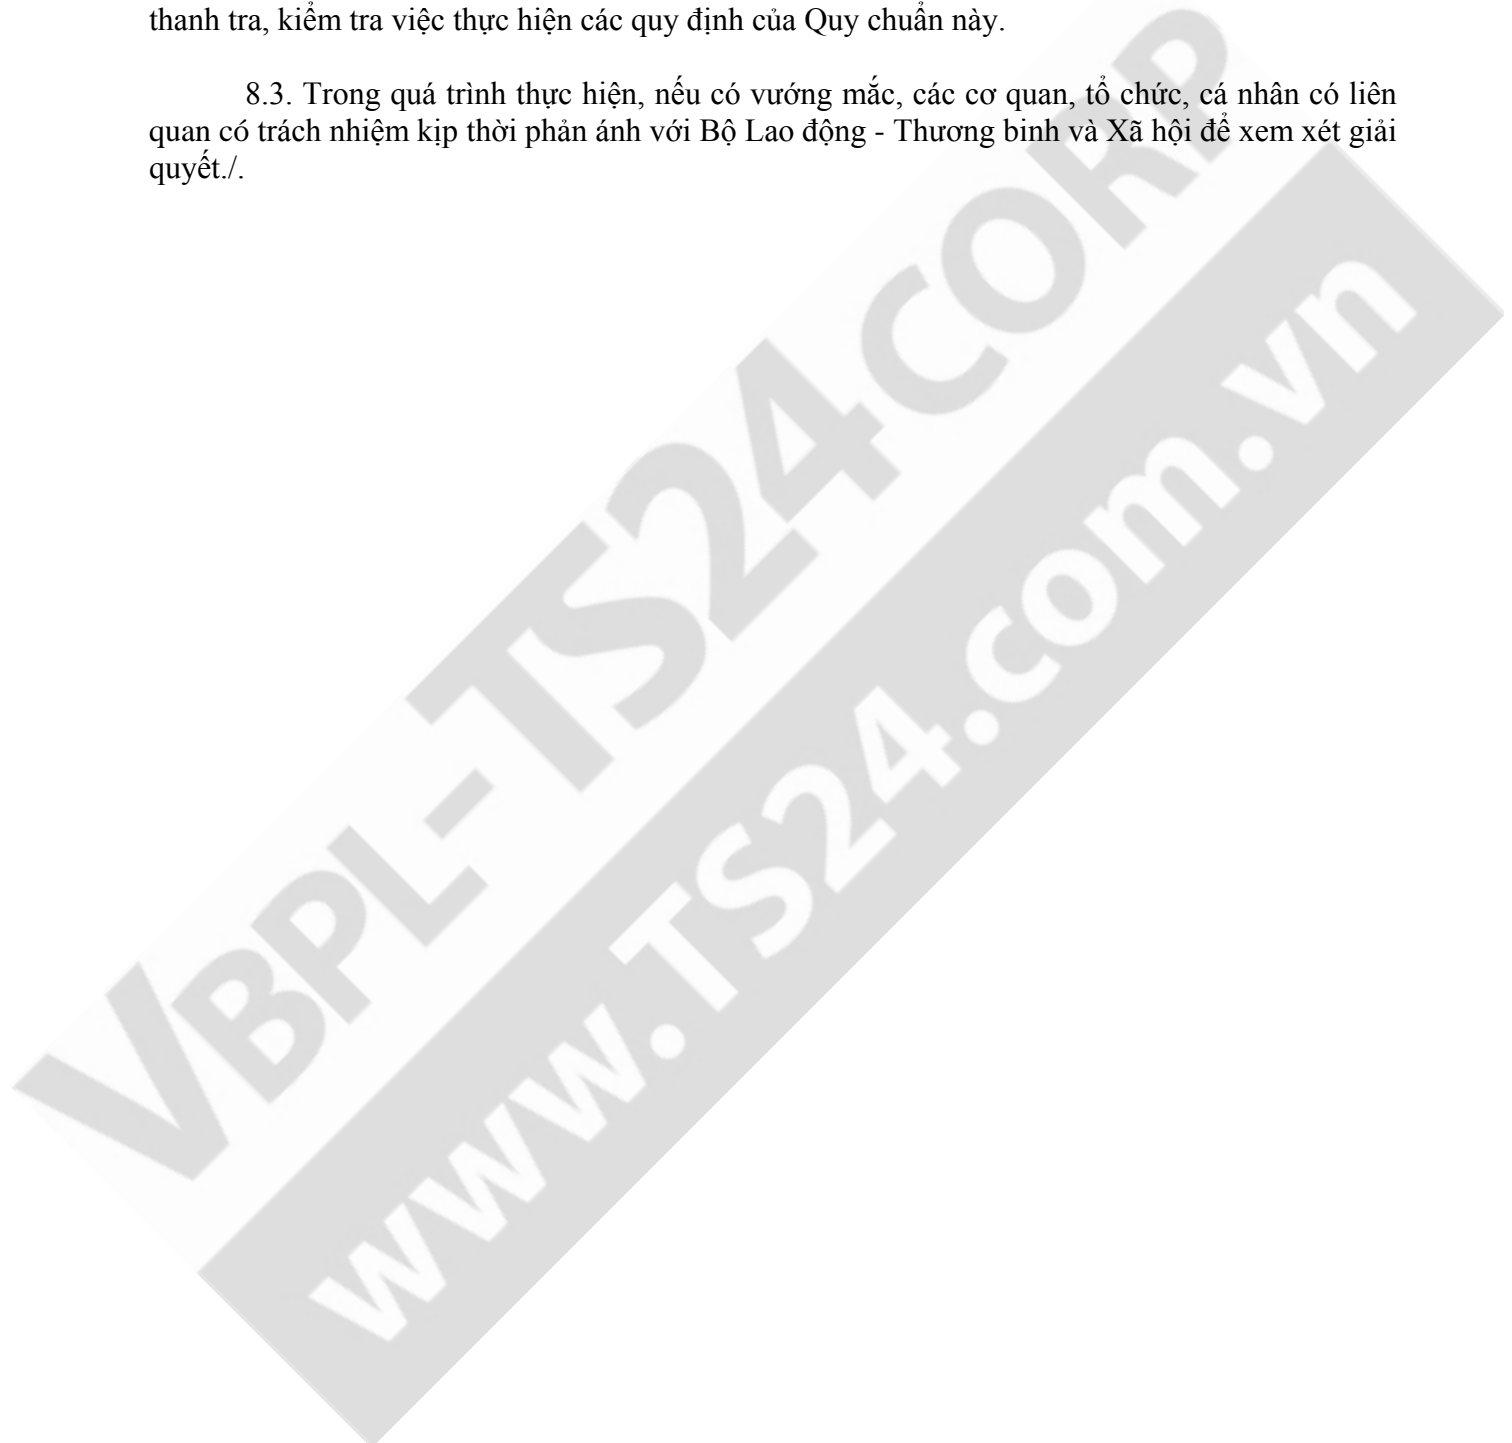 thanh tra, kiểm tra việc thực hiện các quy định của Quy chuẩn này.
8.3. Trong quá trình thực hiện, nếu có vướng mắc, các cơ quan, tổ chức, cá nhân có liên
quan có trách nhiệm kịp thời phản ánh với Bộ Lao động - Thương binh và Xã hội để xem xét giải
quyết./.
VBPL-TS24CORP
www.TS24.com.vn